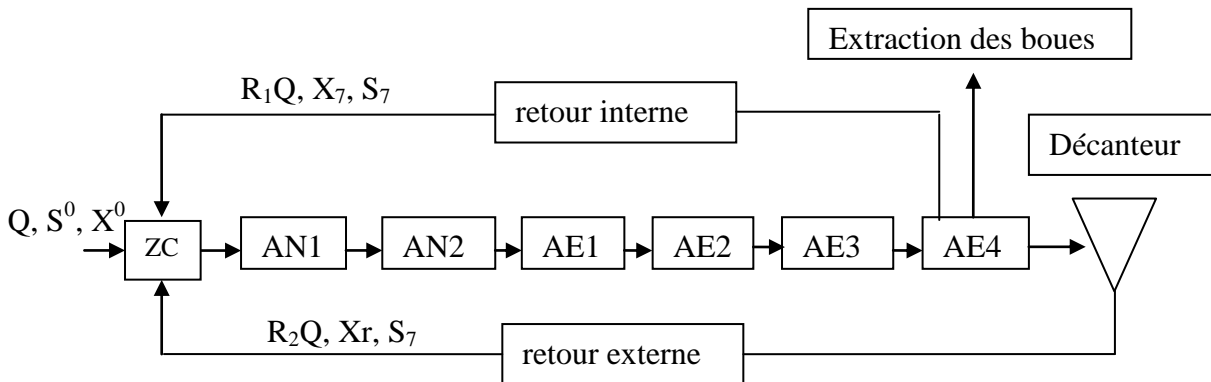 Extraction des boues
R₁Q, X₇, S₇
retour interne
Décanteur
Q, S⁰, X⁰
ZC
AN1
AN2
AE1
AE2
AE3
AE4
R₂Q, Xr, S₇
retour externe